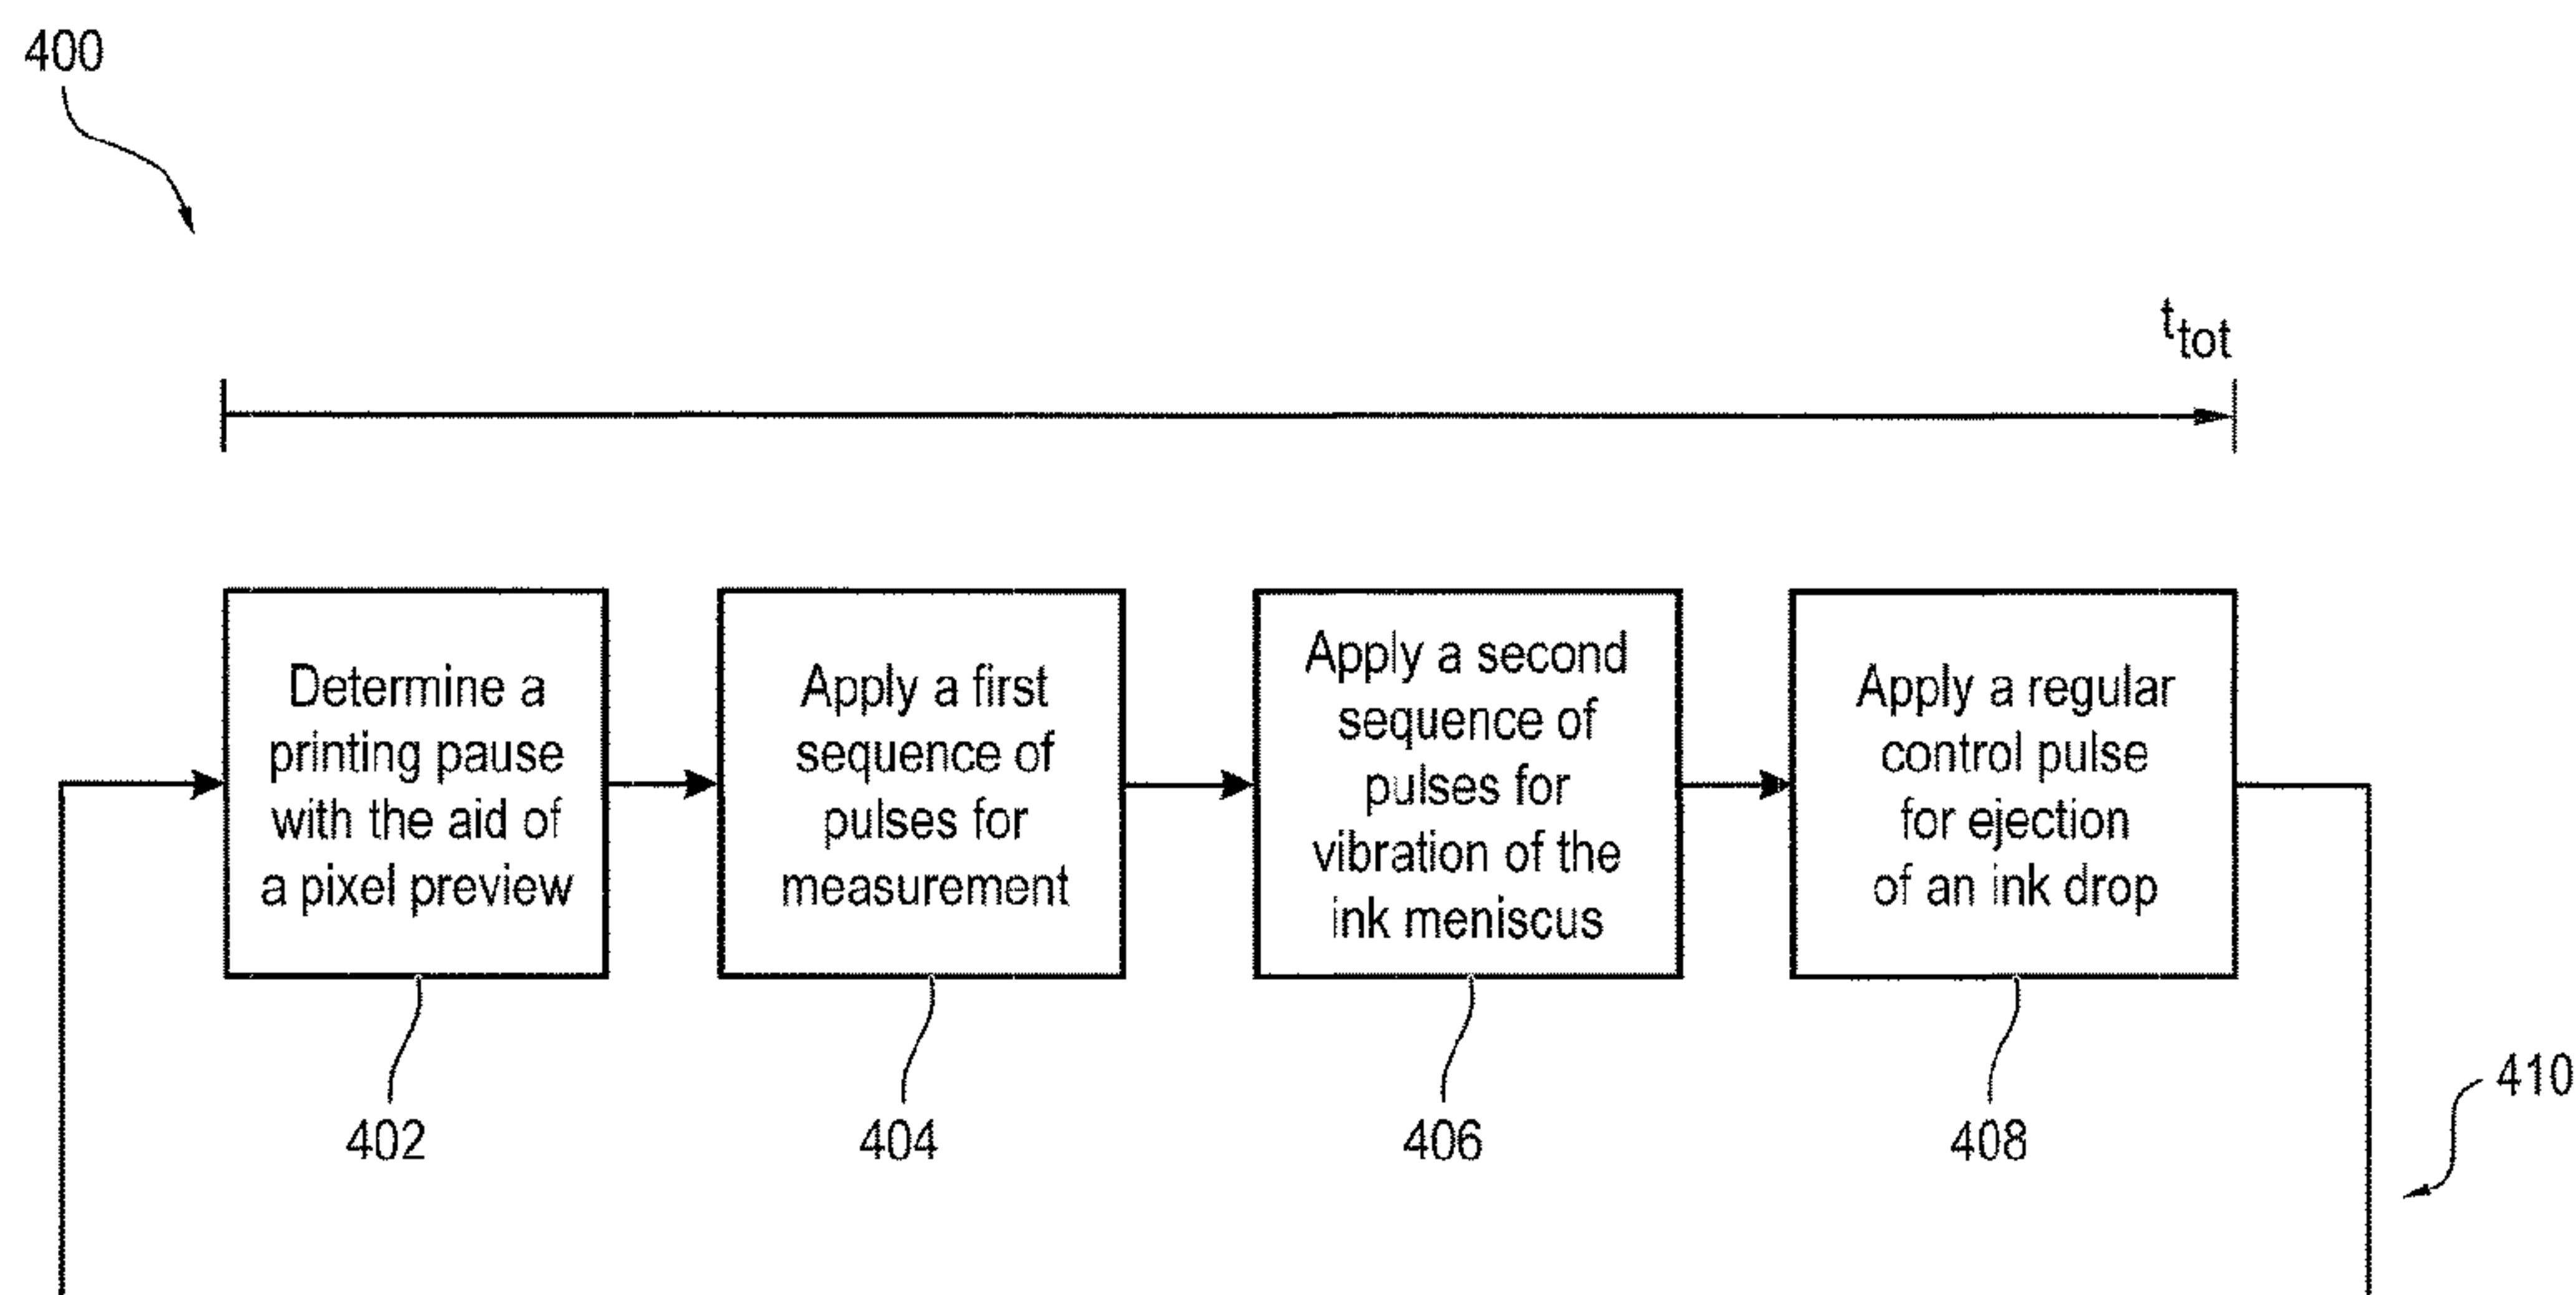 400
t_tot
Determine a
printing pause
with the aid of
a pixel preview
Apply a first
sequence of
pulses for
measurement
Apply a second
sequence of
pulses for
vibration of the
ink meniscus
Apply a regular
control pulse
for ejection
of an ink drop
402
404
406
408
410